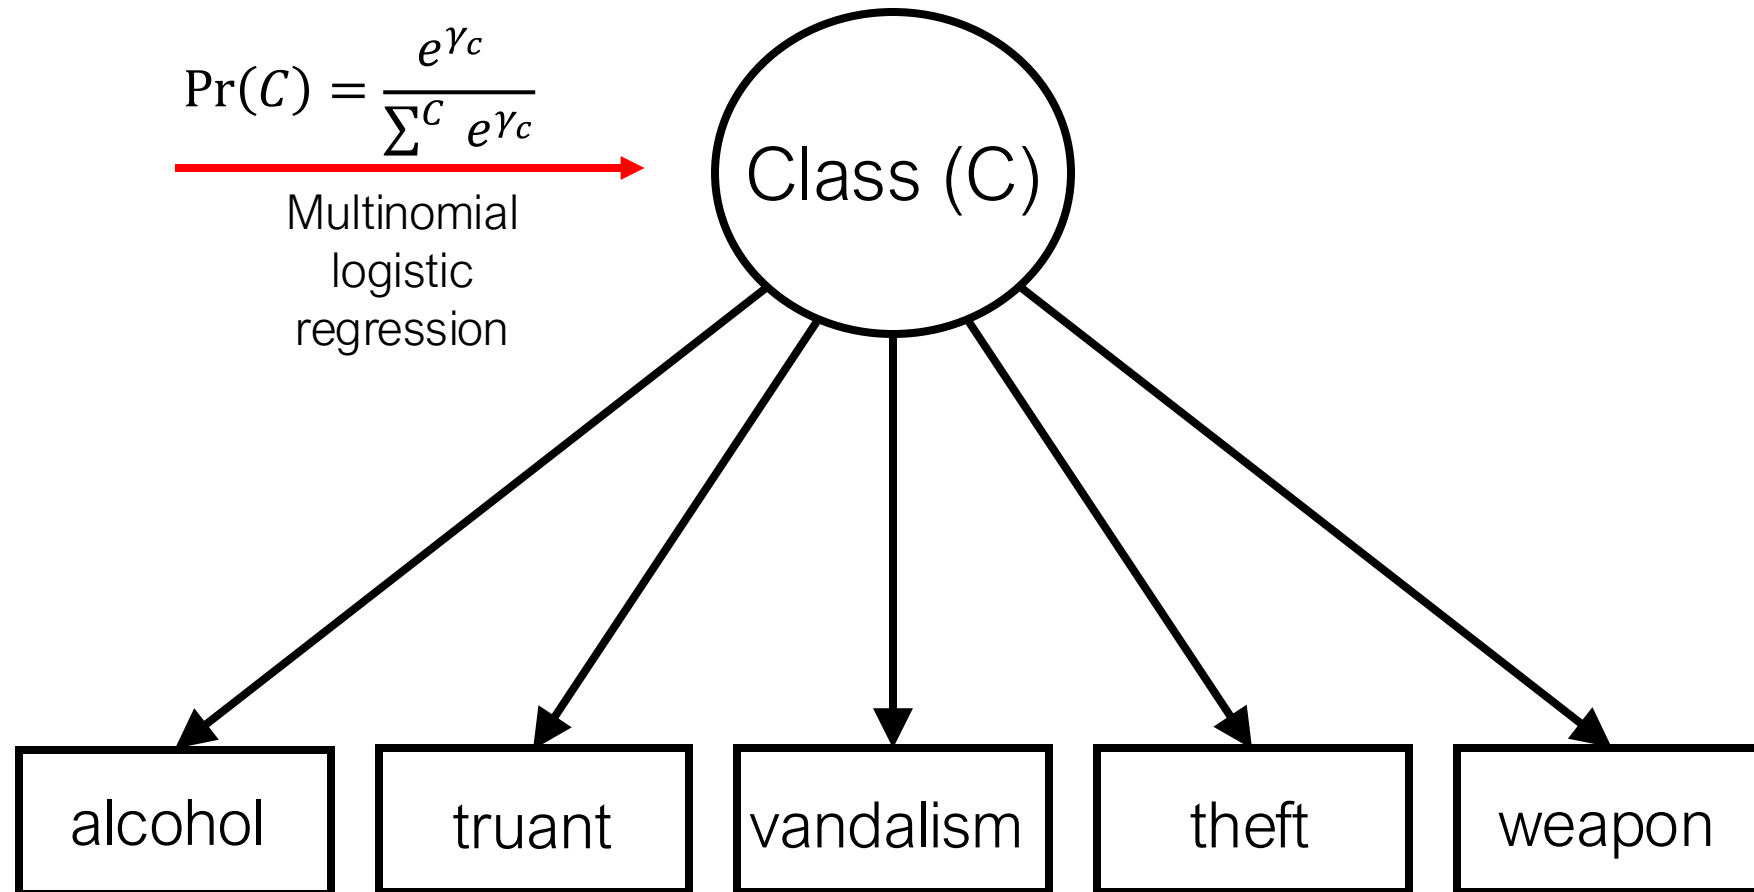 Pr(C) = e^γc / ∑^C e^γc
Class (C)
Multinomial
logistic
regression
alcohol
truant
vandalism
theft
weapon